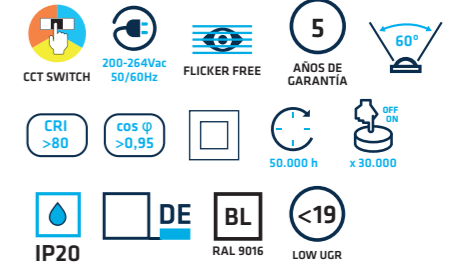 5
60°
CCT SWITCH
200-264Vac
50/60Hz
FLICKER FREE
AÑOS DE
GARANTÍA
CRI
>80
cos φ
>0,95
50.000 h
OFF
ON
x 30.000
IP20
DE
BL
RAL 9016
<19
LOW UGR